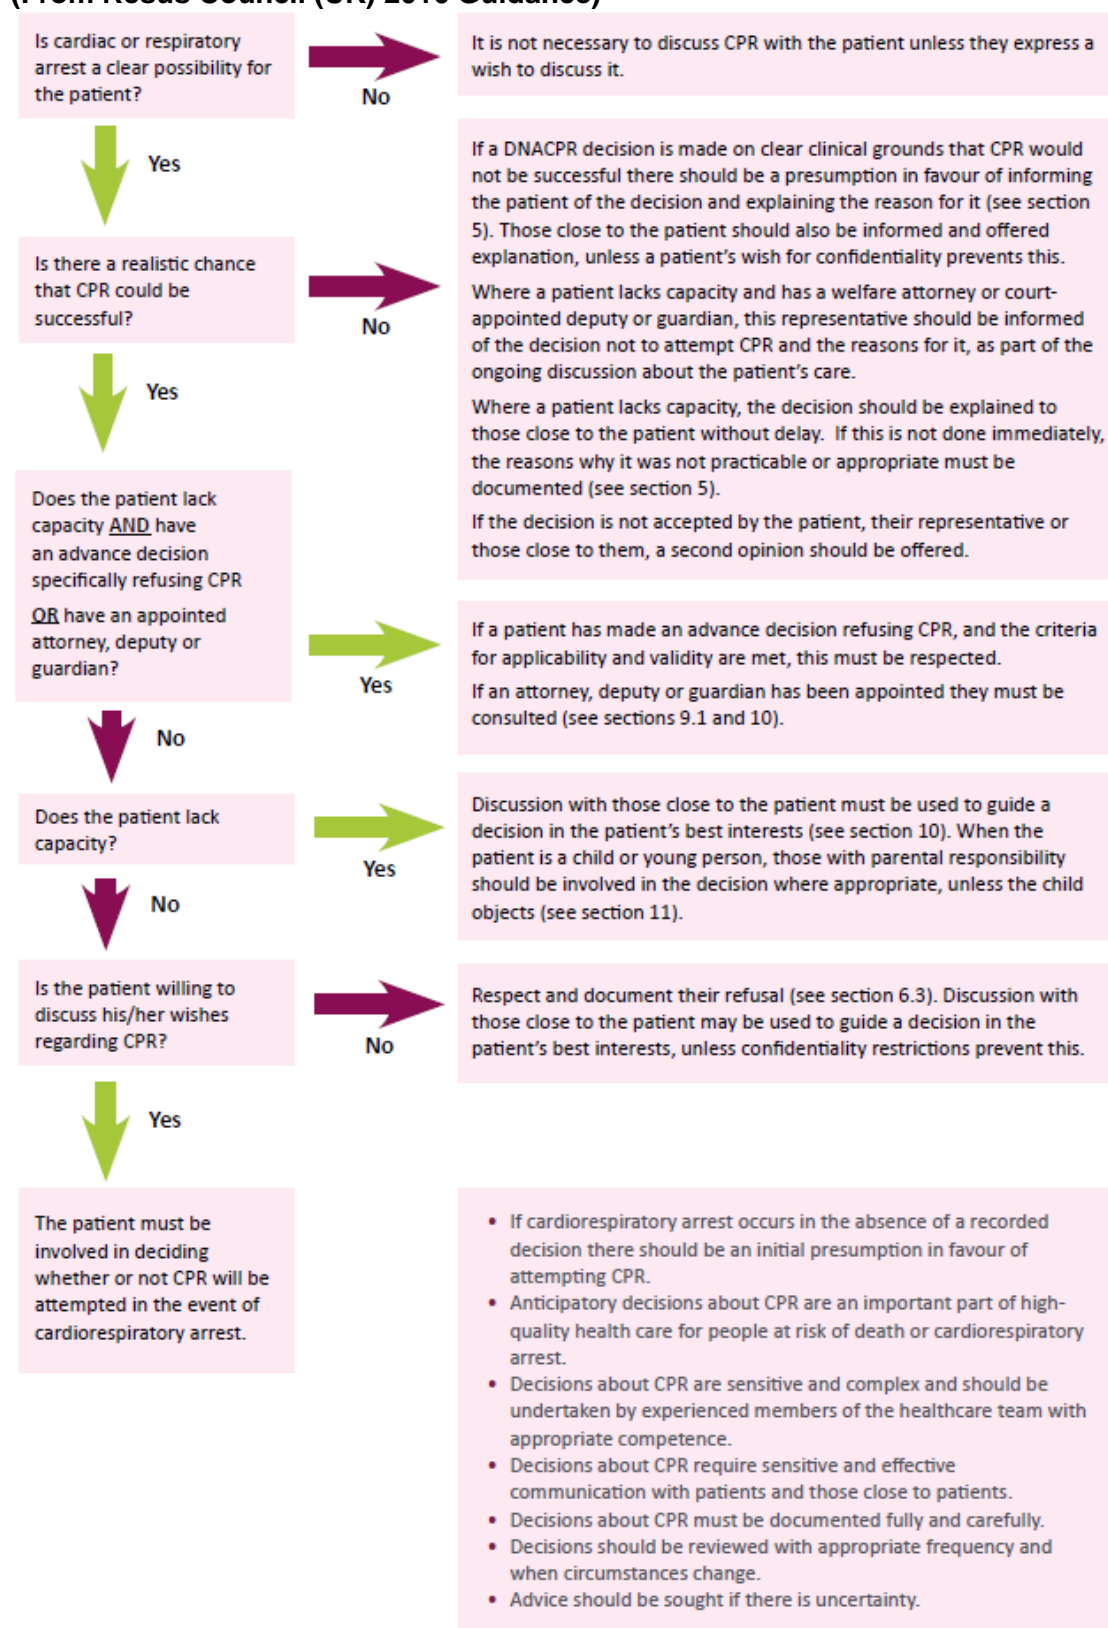 (From Resus Council (UK) 2016 Guidance)
Is cardiac or respiratory
arrest a clear possibility for
the patient?
No
It is not necessary to discuss CPR with the patient unless they express a
wish to discuss it.
Yes
Is there a realistic chance
that CPR could be
successful?
No
If a DNACPR decision is made on clear clinical grounds that CPR would
not be successful there should be a presumption in favour of informing
the patient of the decision and explaining the reason for it (see section
5). Those close to the patient should also be informed and offered
explanation, unless a patient's wish for confidentiality prevents this.
Where a patient lacks capacity and has a welfare attorney or court-
appointed deputy or guardian, this representative should be informed
of the decision not to attempt CPR and the reasons for it, as part of the
ongoing discussion about the patient's care.
Where a patient lacks capacity, the decision should be explained to
those close to the patient without delay. If this is not done immediately,
the reasons why it was not practicable or appropriate must be
documented (see section 5).
If the decision is not accepted by the patient, their representative or
those close to them, a second opinion should be offered.
Yes
Does the patient lack
capacity AND have
an advance decision
specifically refusing CPR
OR have an appointed
attorney, deputy or
guardian?
Yes
If a patient has made an advance decision refusing CPR, and the criteria
for applicability and validity are met, this must be respected.
If an attorney, deputy or guardian has been appointed they must be
consulted (see sections 9.1 and 10).
No
Does the patient lack
capacity?
Yes
Discussion with those close to the patient must be used to guide a
decision in the patient's best interests (see section 10). When the
patient is a child or young person, those with parental responsibility
should be involved in the decision where appropriate, unless the child
objects (see section 11).
No
Is the patient willing to
discuss his/her wishes
regarding CPR?
No
Respect and document their refusal (see section 6.3). Discussion with
those close to the patient may be used to guide a decision in the
patient's best interests, unless confidentiality restrictions prevent this.
Yes
The patient must be
involved in deciding
whether or not CPR will be
attempted in the event of
cardiorespiratory arrest.
• If cardiorespiratory arrest occurs in the absence of a recorded
decision there should be an initial presumption in favour of
attempting CPR.
• Anticipatory decisions about CPR are an important part of high-
quality health care for people at risk of death or cardiorespiratory
arrest.
• Decisions about CPR are sensitive and complex and should be
undertaken by experienced members of the healthcare team with
appropriate competence.
• Decisions about CPR require sensitive and effective
communication with patients and those close to patients.
• Decisions about CPR must be documented fully and carefully.
• Decisions should be reviewed with appropriate frequency and
when circumstances change.
• Advice should be sought if there is uncertainty.